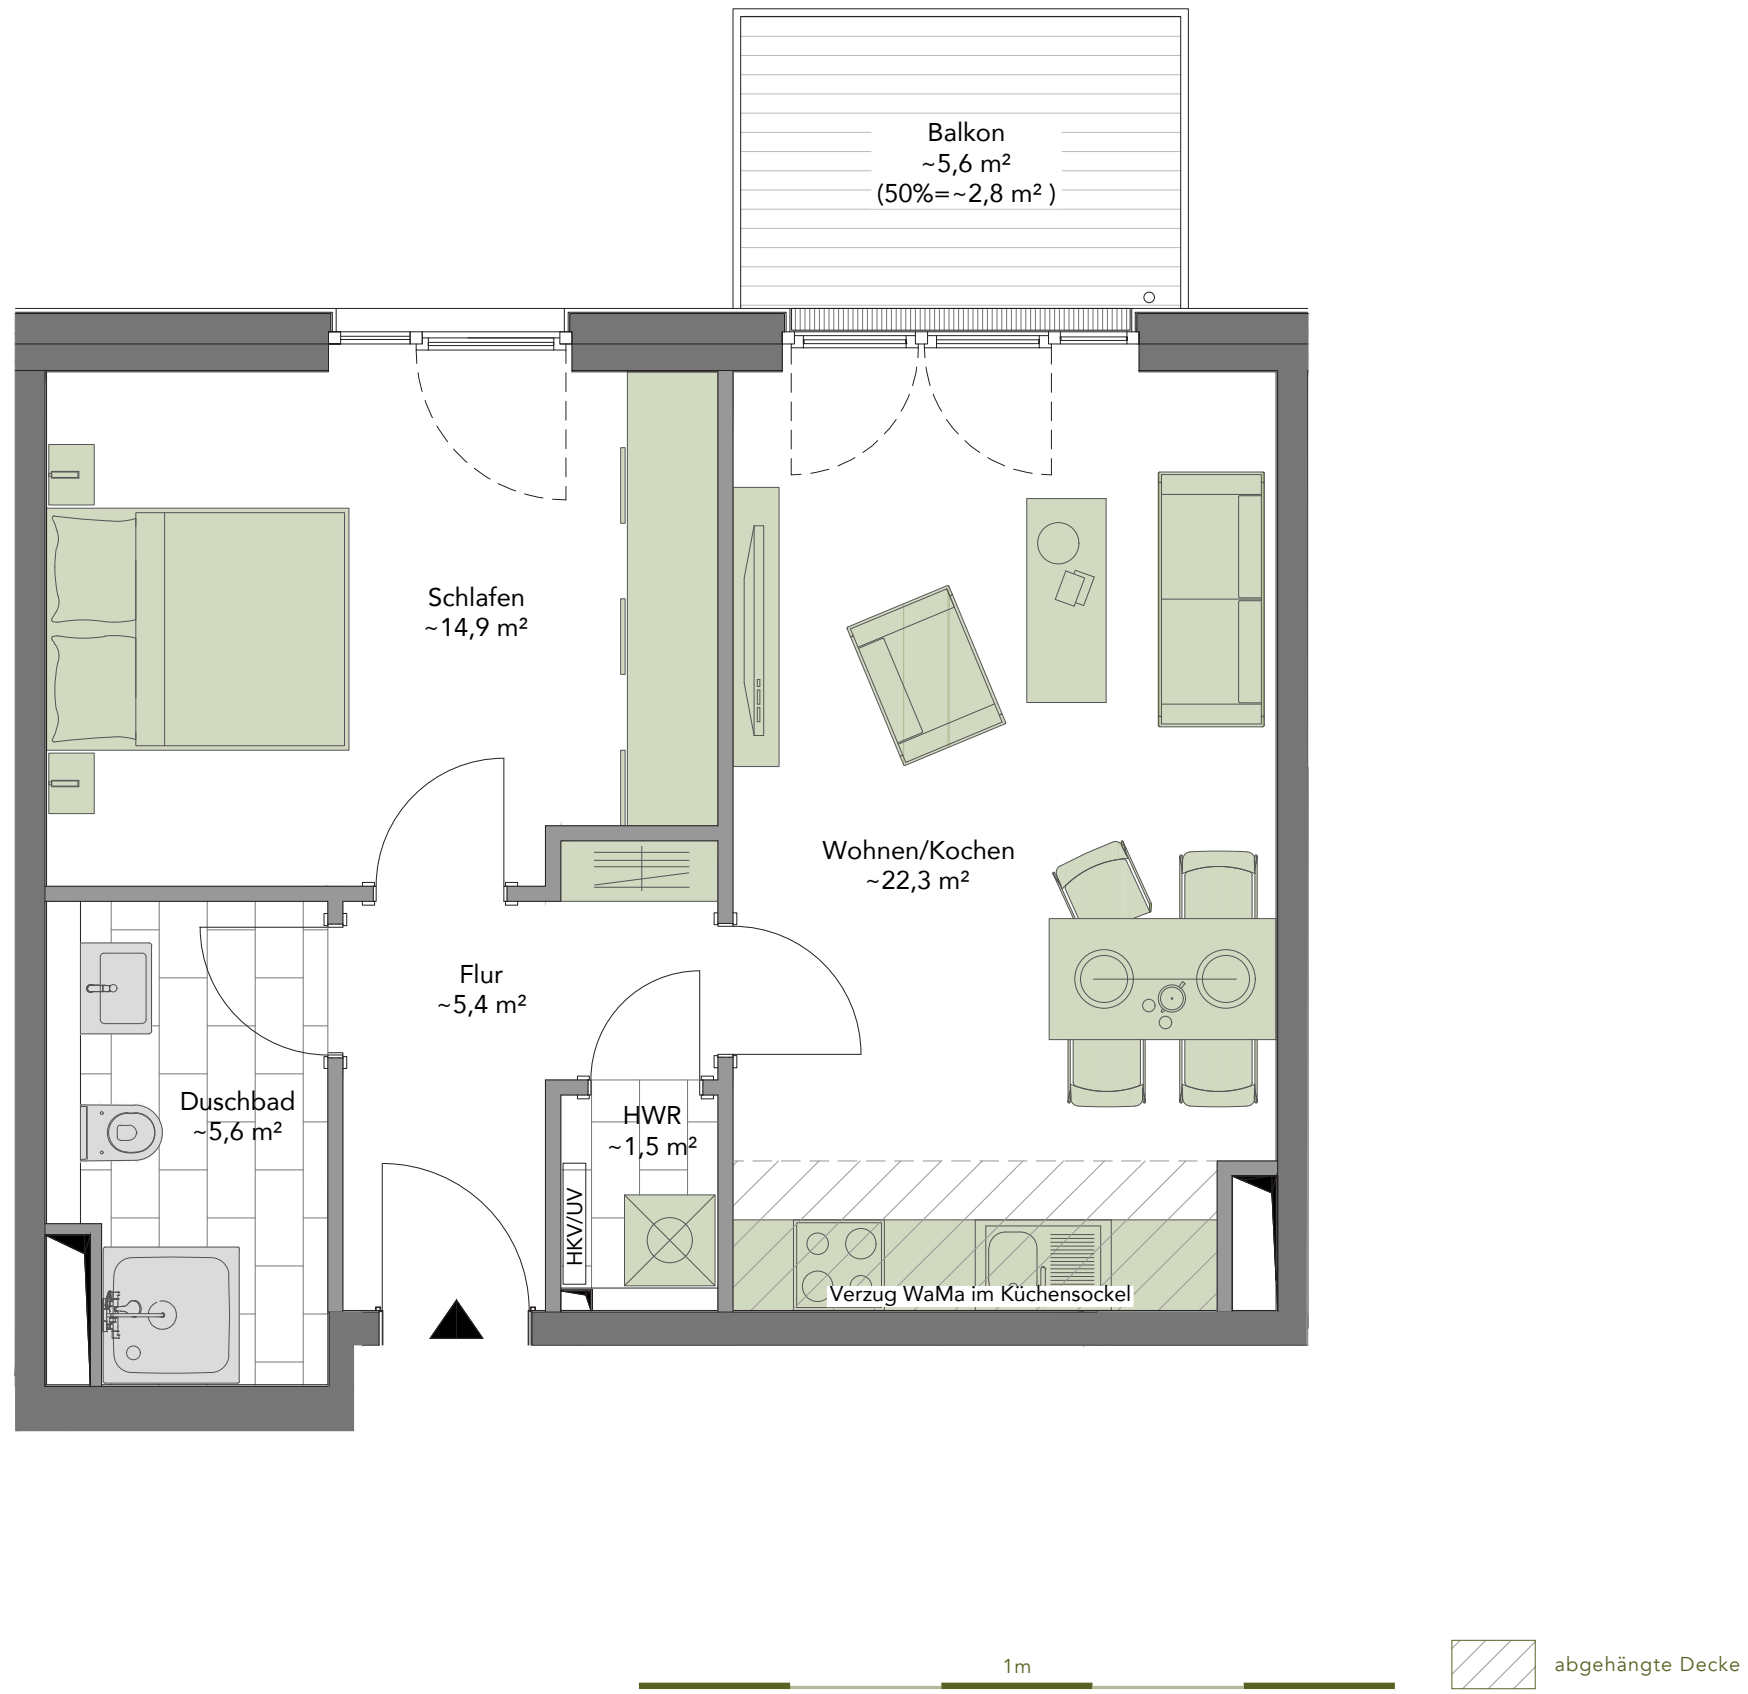 Balkon
~5,6 m²
(50%=~2,8 m² )
Schlafen
~14,9 m²
Wohnen/Kochen
~22,3 m²
Flur
~5,4 m²
Duschbad
~5,6 m²
HWR
~1,5 m²
HKV/UV
Verzug WaMa im Küchensockel
1m
abgehängte Decke